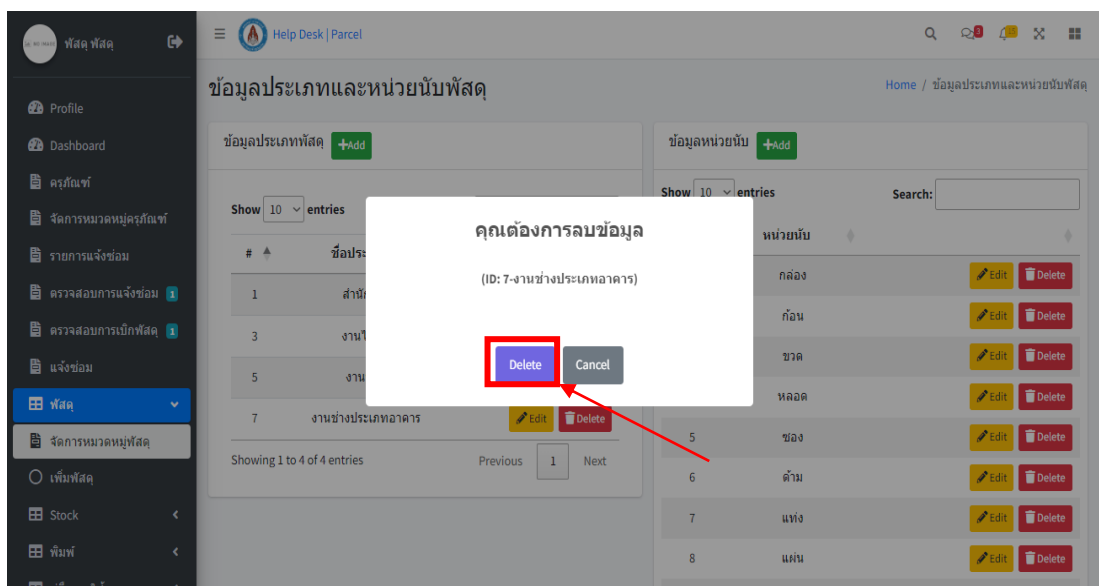 พัสดุ พัสดุ
Profile
Dashboard
ครุภัณฑ์
จัดการหมวดหมู่ครุภัณฑ์
รายการแจ้งซ่อม
ตรวจสอบการแจ้งซ่อม 1
ตรวจสอบการเบิกพัสดุ 1
แจ้งซ่อม
พัสดุ
จัดการหมวดหมู่พัสดุ
เพิ่มพัสดุ
Stock
พิมพ์
Help Desk | Parcel
ข้อมูลประเภทและหน่วยนับพัสดุ
Home / ข้อมูลประเภทและหน่วยนับพัสดุ
ข้อมูลประเภทพัสดุ +Add
Show 10 entries
# ชื่อประ
1 สำนัก
3
5 งาน
7 งานช่างประเภทอาคาร Edit Delete
Showing 1 to 4 of 4 entries Previous 1 Next
คุณต้องการลบข้อมูล
(ID: 7-งานช่างประเภทอาคาร)
Delete Cancel
ข้อมูลหน่วยนับ +Add
Show 10 entries Search:
หน่วยนับ
กล่อง Edit Delete
ก้อน Edit Delete
ขวด Edit Delete
หลอด Edit Delete
5 ซอง Edit Delete
6 ด้าม Edit Delete
7 แท่ง Edit Delete
8 แผ่น Edit Delete